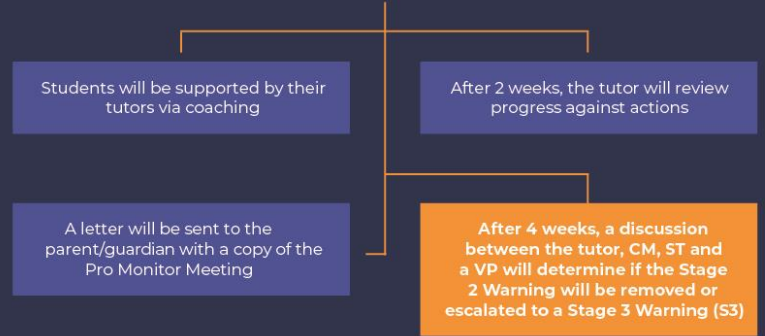 Students will be supported by their
tutors via coaching
After 2 weeks, the tutor will review
progress against actions
A letter will be sent to the
parent/guardian with a copy of the
Pro Monitor Meeting
After 4 weeks, a discussion
between the tutor, CM, ST and
a VP will determine if the Stage
2 Warning will be removed or
escalated to a Stage 3 Warning (S3)